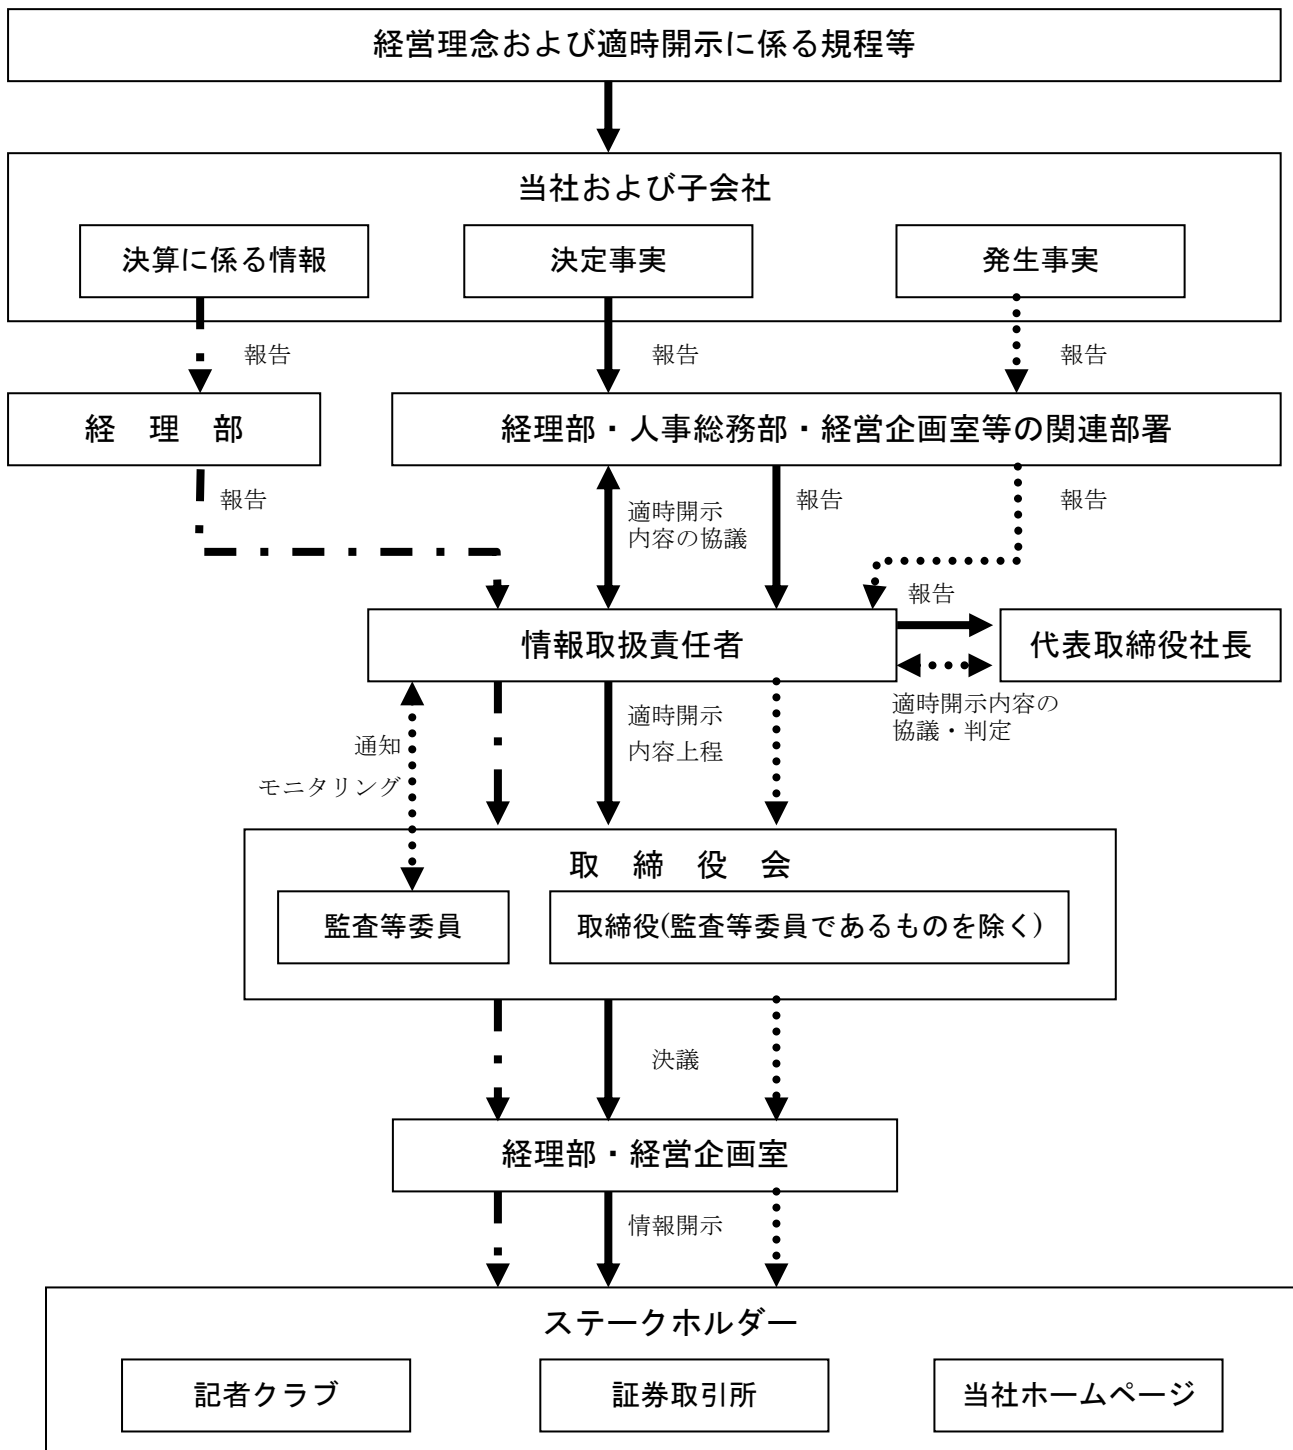 経営理念および適時開示に係る規程等
当社および子会社
決算に係る情報
決定事実
発生事実
報告
報告
報告
経 理 部
経理部・人事総務部・経営企画室等の関連部署
報告
適時開示
内容の協議
報告
報告
報告
情報取扱責任者
代表取締役社長
適時開示内容の
協議・判定
適時開示
内容上程
通知
モニタリング
取 締 役 会
監査等委員
取締役(監査等委員であるものを除く)
決議
経理部・経営企画室
情報開示
ステークホルダー
記者クラブ
証券取引所
当社ホームページ